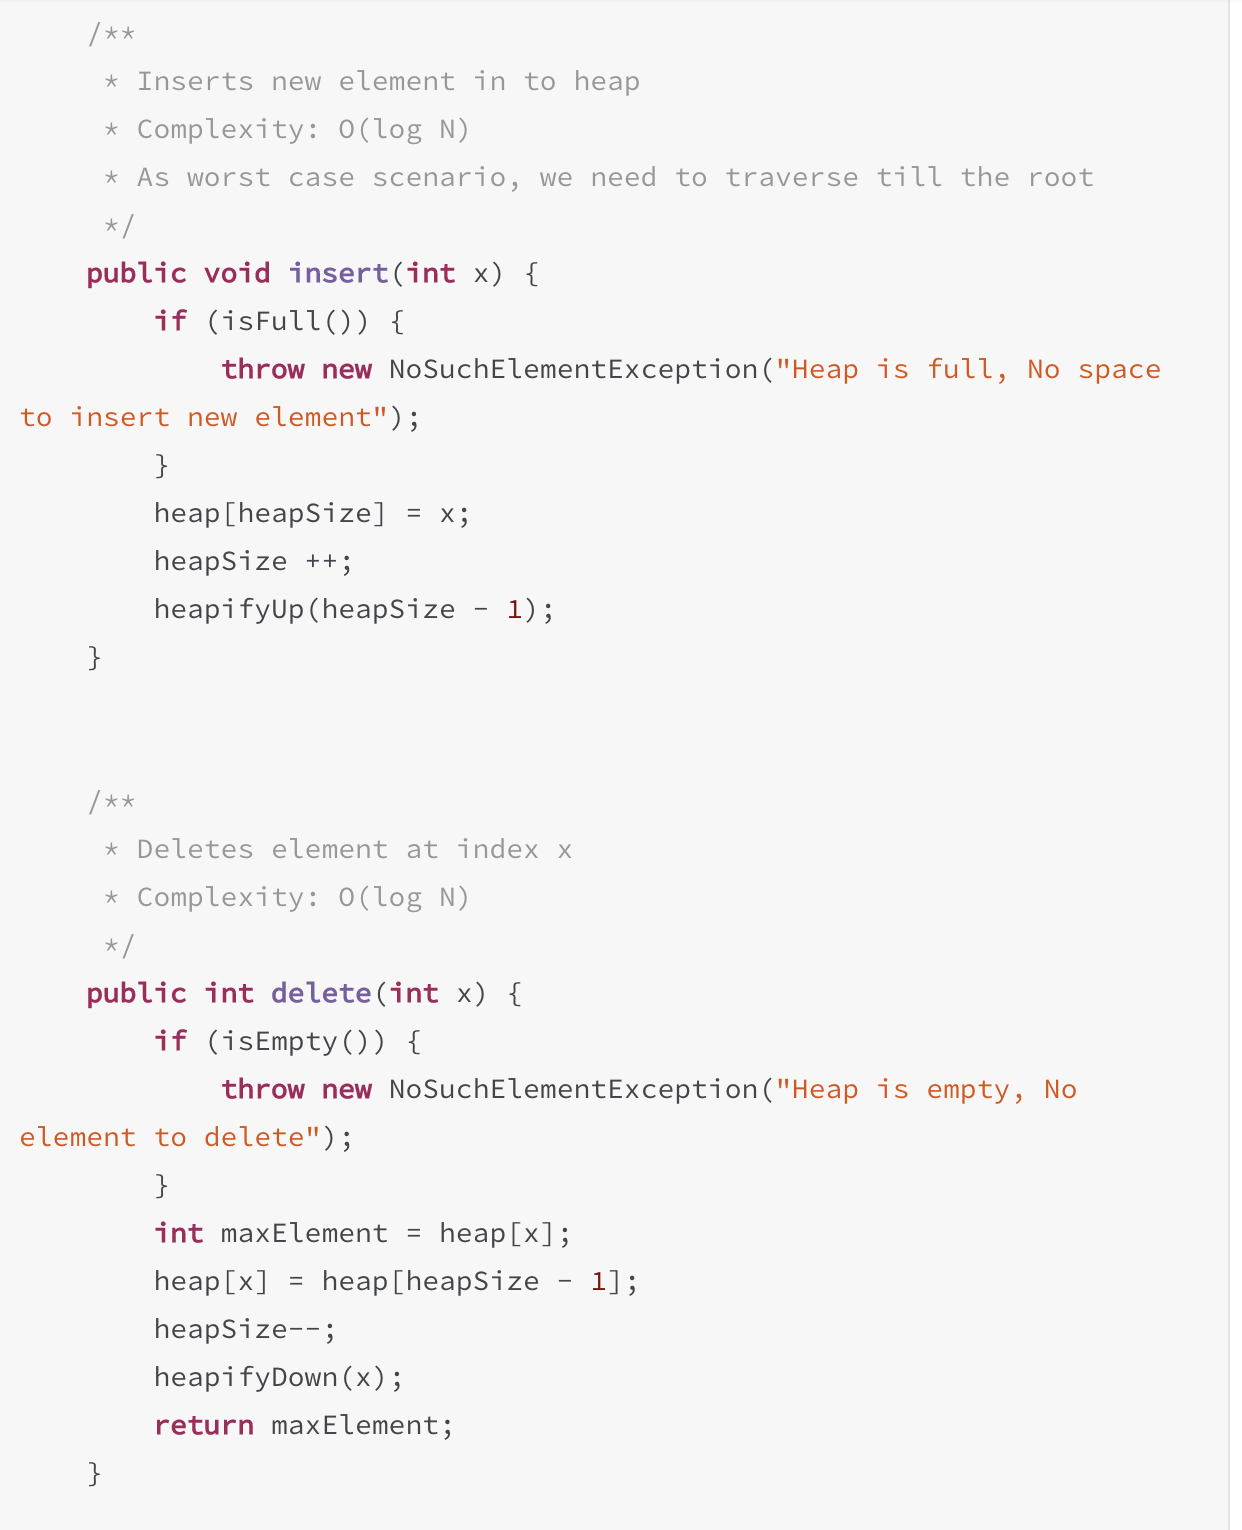 /**
* Inserts new element in to heap
* Complexity: O(log N)
* As worst case scenario, we need to traverse till the root
*/
public void insert(int x) {
if (isFull()) {
throw new NoSuchElementException("Heap is full, No space
to insert new element");
}
heap[heapSize] = x;
heapSize ++;
heapifyUp(heapSize - 1);
}
/**
* Deletes element at index x
* Complexity: O(log N)
*/
public int delete(int x) {
if (isEmpty()) {
throw new NoSuchElementException("Heap is empty, No
element to delete");
}
int maxElement = heap[x];
heap[x] = heap[heapSize - 1];
heapSize--;
heapifyDown(x);
return maxElement;
}